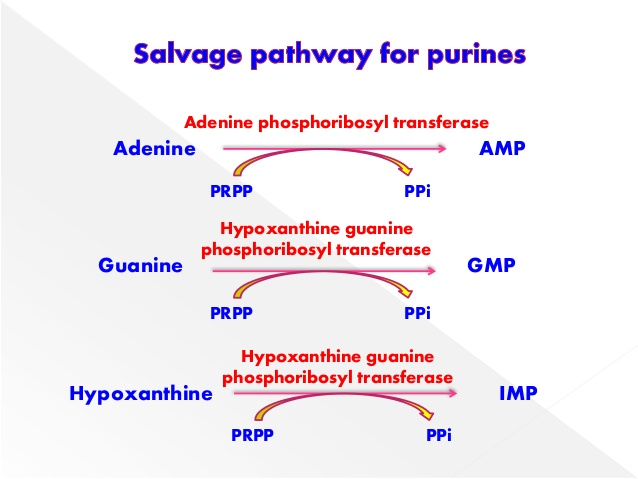 Salvage pathway for purines
Adenine phosphoribosyl transferase
Adenine AMP
PRPP PPi
Hypoxanthine guanine
phosphoribosyl transferase
Guanine GMP
PRPP PPi
Hypoxanthine guanine
phosphoribosyl transferase
Hypoxanthine IMP
PRPP PPi